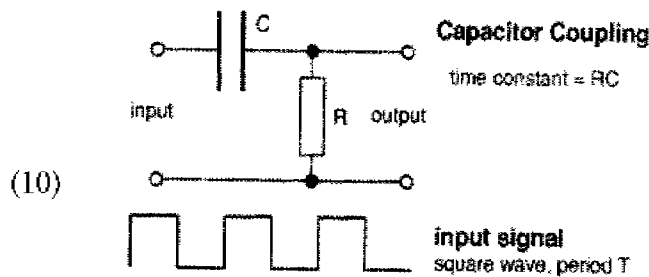 C
Capacitor Coupling
time constant = RC
input
R
output
(10)
input signal
square wave, period T